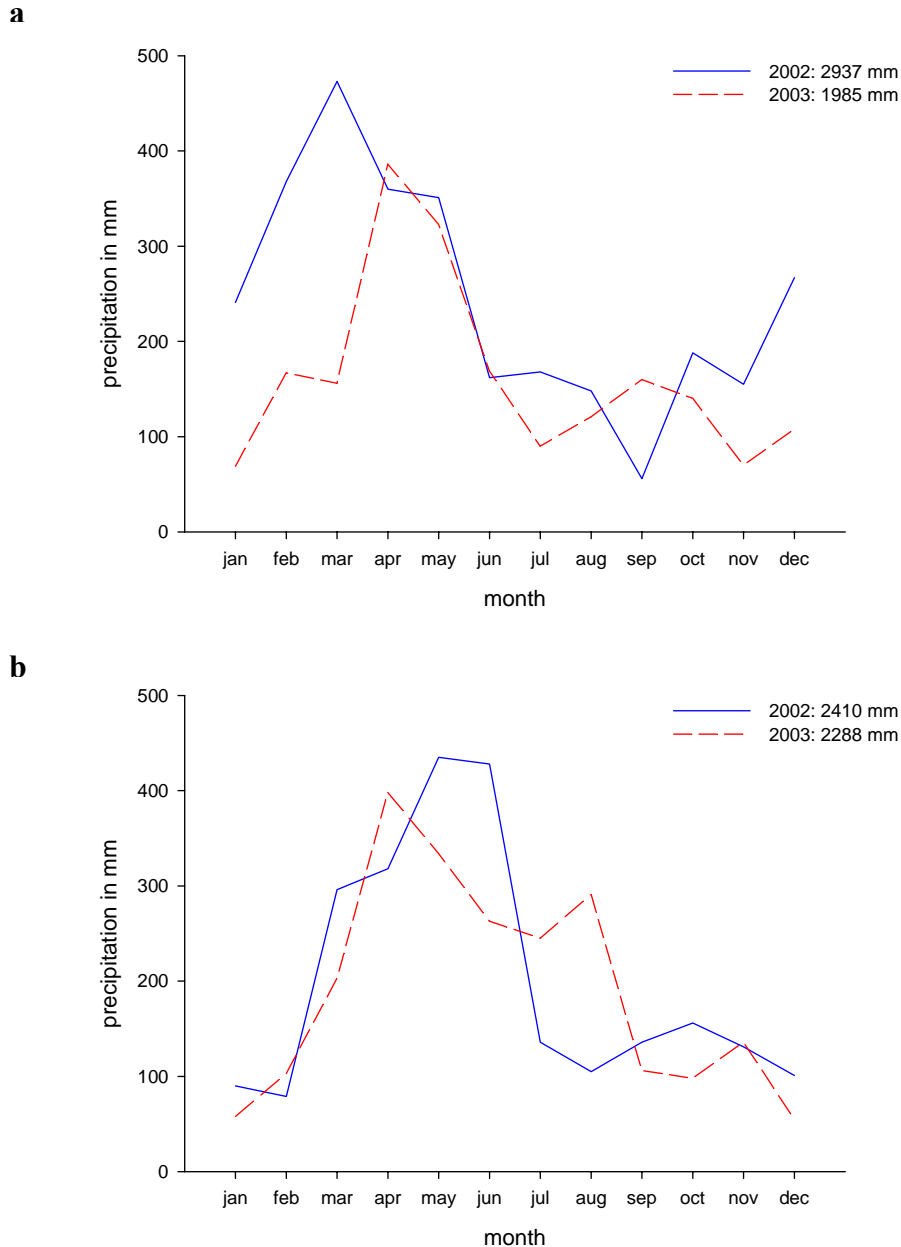 a
500
400
300
200
100
0
precipitation in mm
2002: 2937 mm
2003: 1985 mm
jan feb mar apr may jun jul aug sep oct nov dec
month
b
500
400
300
200
100
0
precipitation in mm
2002: 2410 mm
2003: 2288 mm
jan feb mar apr may jun jul aug sep oct nov dec
month